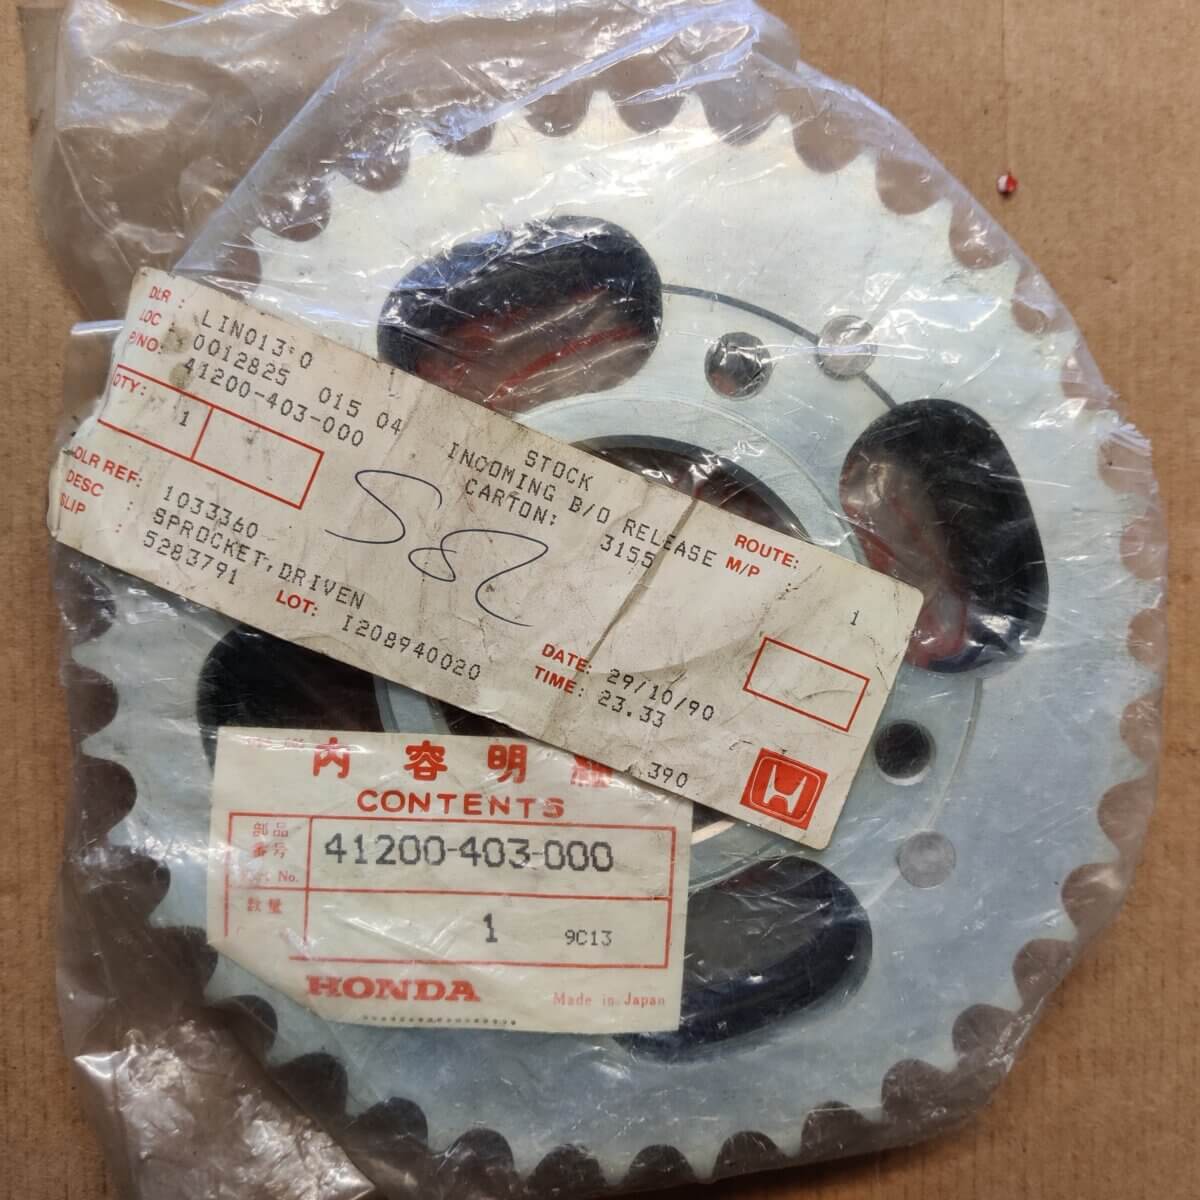 DLR : LIN013 0
LOC : 0012825 015 04
P/NO: 41200-403-000
QTY: 1
DLR REF: 1033360
DESC : SPROCKET,DRIVEN
SLIP : 5283791
LOT: I208940020
STOCK
INCOMING B/O RELEASE
CARTON: 3155
ROUTE:
M/P : 1
DATE: 29/10/90
TIME: 23.33
390
内容明細
CONTENTS
部品
番号 41200-403-000
No.
数量 1 9C13
HONDA
Made in Japan